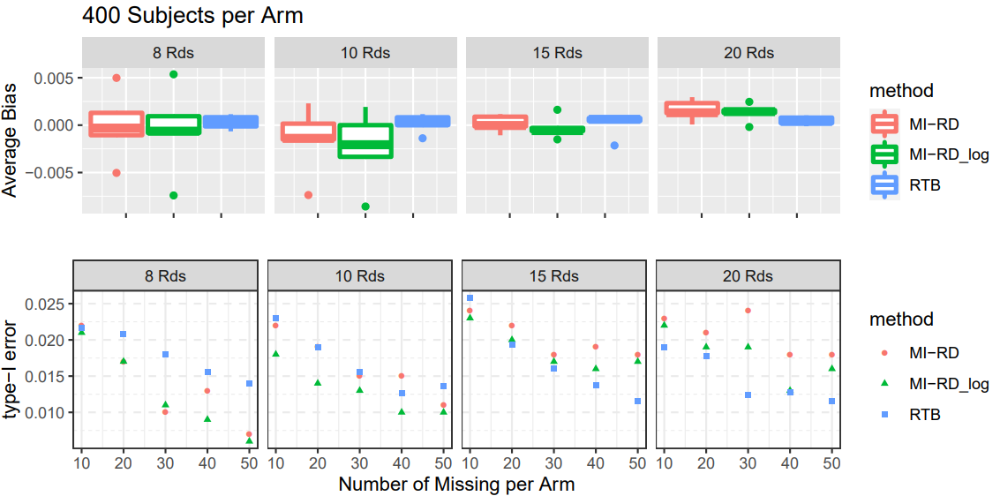 400 Subjects per Arm
8 Rds
10 Rds
15 Rds
20 Rds
Average Bias
0.005
0.000
−0.005
method
MI−RD
MI−RD_log
RTB
8 Rds
10 Rds
15 Rds
20 Rds
type−I error
0.025
0.020
0.015
0.010
10 20 30 40 50
10 20 30 40 50
10 20 30 40 50
10 20 30 40 50
Number of Missing per Arm
method
MI−RD
MI−RD_log
RTB